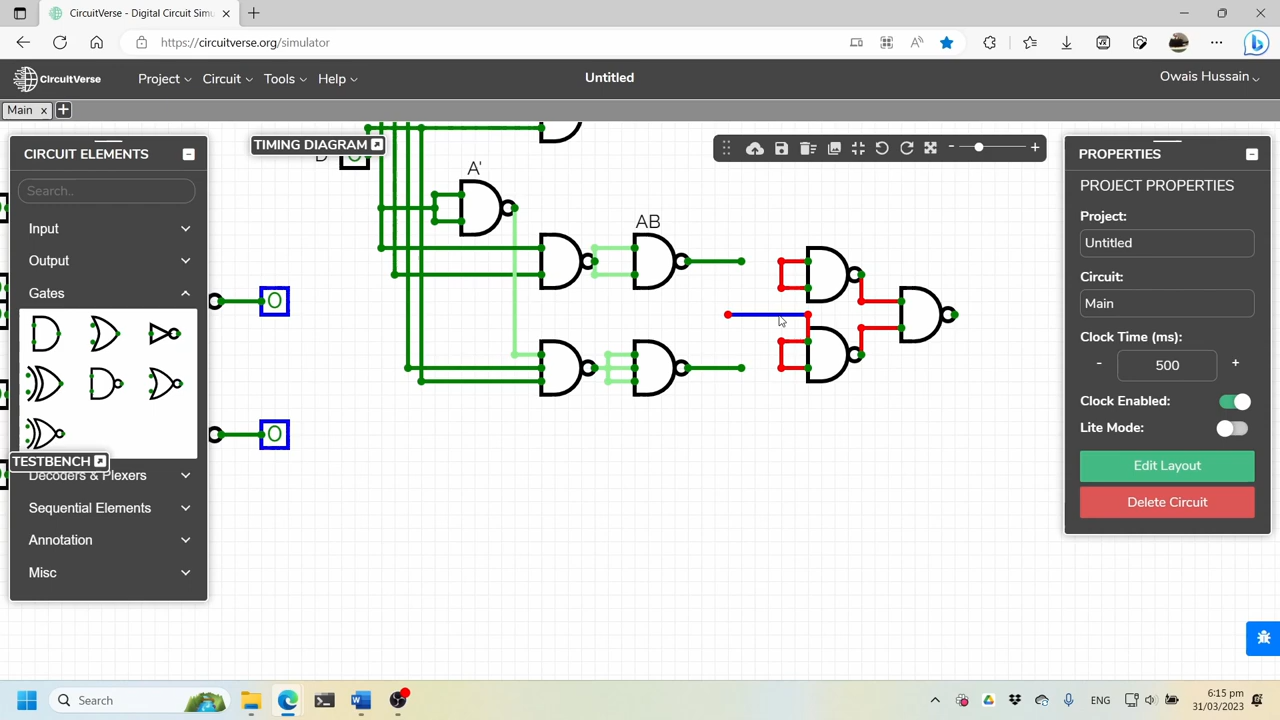 CircuitVerse - Digital Circuit Simu
https://circuitverse.org/simulator
CircuitVerse
Project
Circuit
Tools
Help
Untitled
Owais Hussain
Main x
CIRCUIT ELEMENTS
Search..
Input
Output
Gates
TESTBENCH
Decoders & Plexers
Sequential Elements
Annotation
Misc
TIMING DIAGRAM
A'
AB
0
0
PROPERTIES
PROJECT PROPERTIES
Project:
Untitled
Circuit:
Main
Clock Time (ms):
- 500 +
Clock Enabled:
Lite Mode:
Edit Layout
Delete Circuit
Search
ENG
6:15 pm
31/03/2023